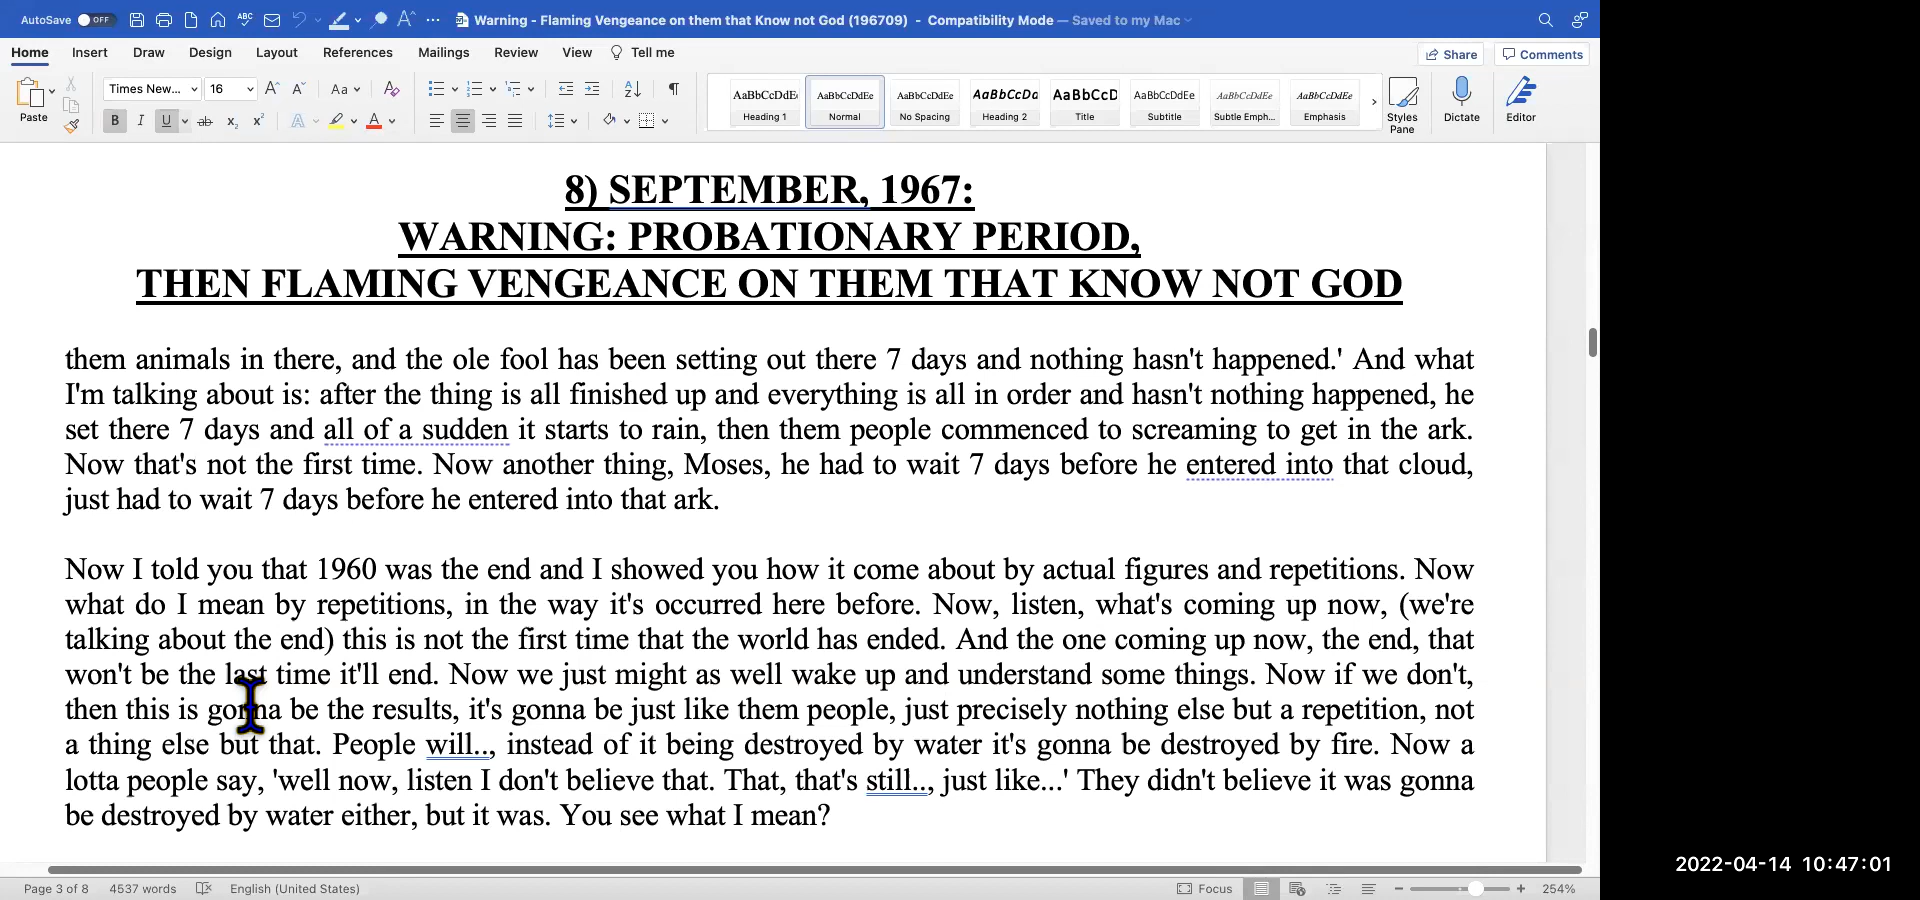 AutoSave OFF ABC A ... Warning - Flaming Vengeance on them that Know not God (196709) - Compatibility Mode — Saved to my Mac
Home Insert Draw Design Layout References Mailings Review View Tell me Share Comments
Paste Times New... 16 A A Aa A
B I U ab x2 x2 A A
AaBbCcDdEe Heading 1
AaBbCcDdEe Normal
AaBbCcDdEe No Spacing
AaBbCcDd Heading 2
AaBbCcD Title
AaBbCcDdEe Subtitle
AaBbCcDdEe Subtle Emph...
AaBbCcDdEe Emphasis
Styles Pane
Dictate
Editor
8) SEPTEMBER, 1967:
WARNING: PROBATIONARY PERIOD,
THEN FLAMING VENGEANCE ON THEM THAT KNOW NOT GOD
them animals in there, and the ole fool has been setting out there 7 days and nothing hasn't happened.' And what
I'm talking about is: after the thing is all finished up and everything is all in order and hasn't nothing happened, he
set there 7 days and all of a sudden it starts to rain, then them people commenced to screaming to get in the ark.
Now that's not the first time. Now another thing, Moses, he had to wait 7 days before he entered into that cloud,
just had to wait 7 days before he entered into that ark.
Now I told you that 1960 was the end and I showed you how it come about by actual figures and repetitions. Now
what do I mean by repetitions, in the way it's occurred here before. Now, listen, what's coming up now, (we're
talking about the end) this is not the first time that the world has ended. And the one coming up now, the end, that
won't be the last time it'll end. Now we just might as well wake up and understand some things. Now if we don't,
then this is gonna be the results, it's gonna be just like them people, just precisely nothing else but a repetition, not
a thing else but that. People will.., instead of it being destroyed by water it's gonna be destroyed by fire. Now a
lotta people say, 'well now, listen I don't believe that. That, that's still.., just like...' They didn't believe it was gonna
be destroyed by water either, but it was. You see what I mean?
Page 3 of 8 4537 words English (United States) Focus 254%
2022-04-14 10:47:01